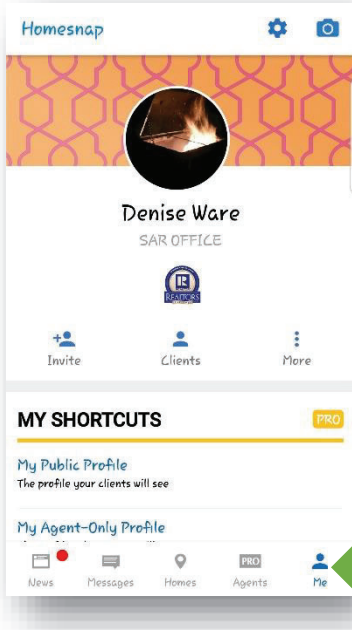 Homesnap
Denise Ware
SAR OFFICE
R
REALTORS
Invite Clients More
MY SHORTCUTS PRO
My Public Profile
The profile your clients will see
My Agent-Only Profile
PRO
News Messages Homes Agents Me